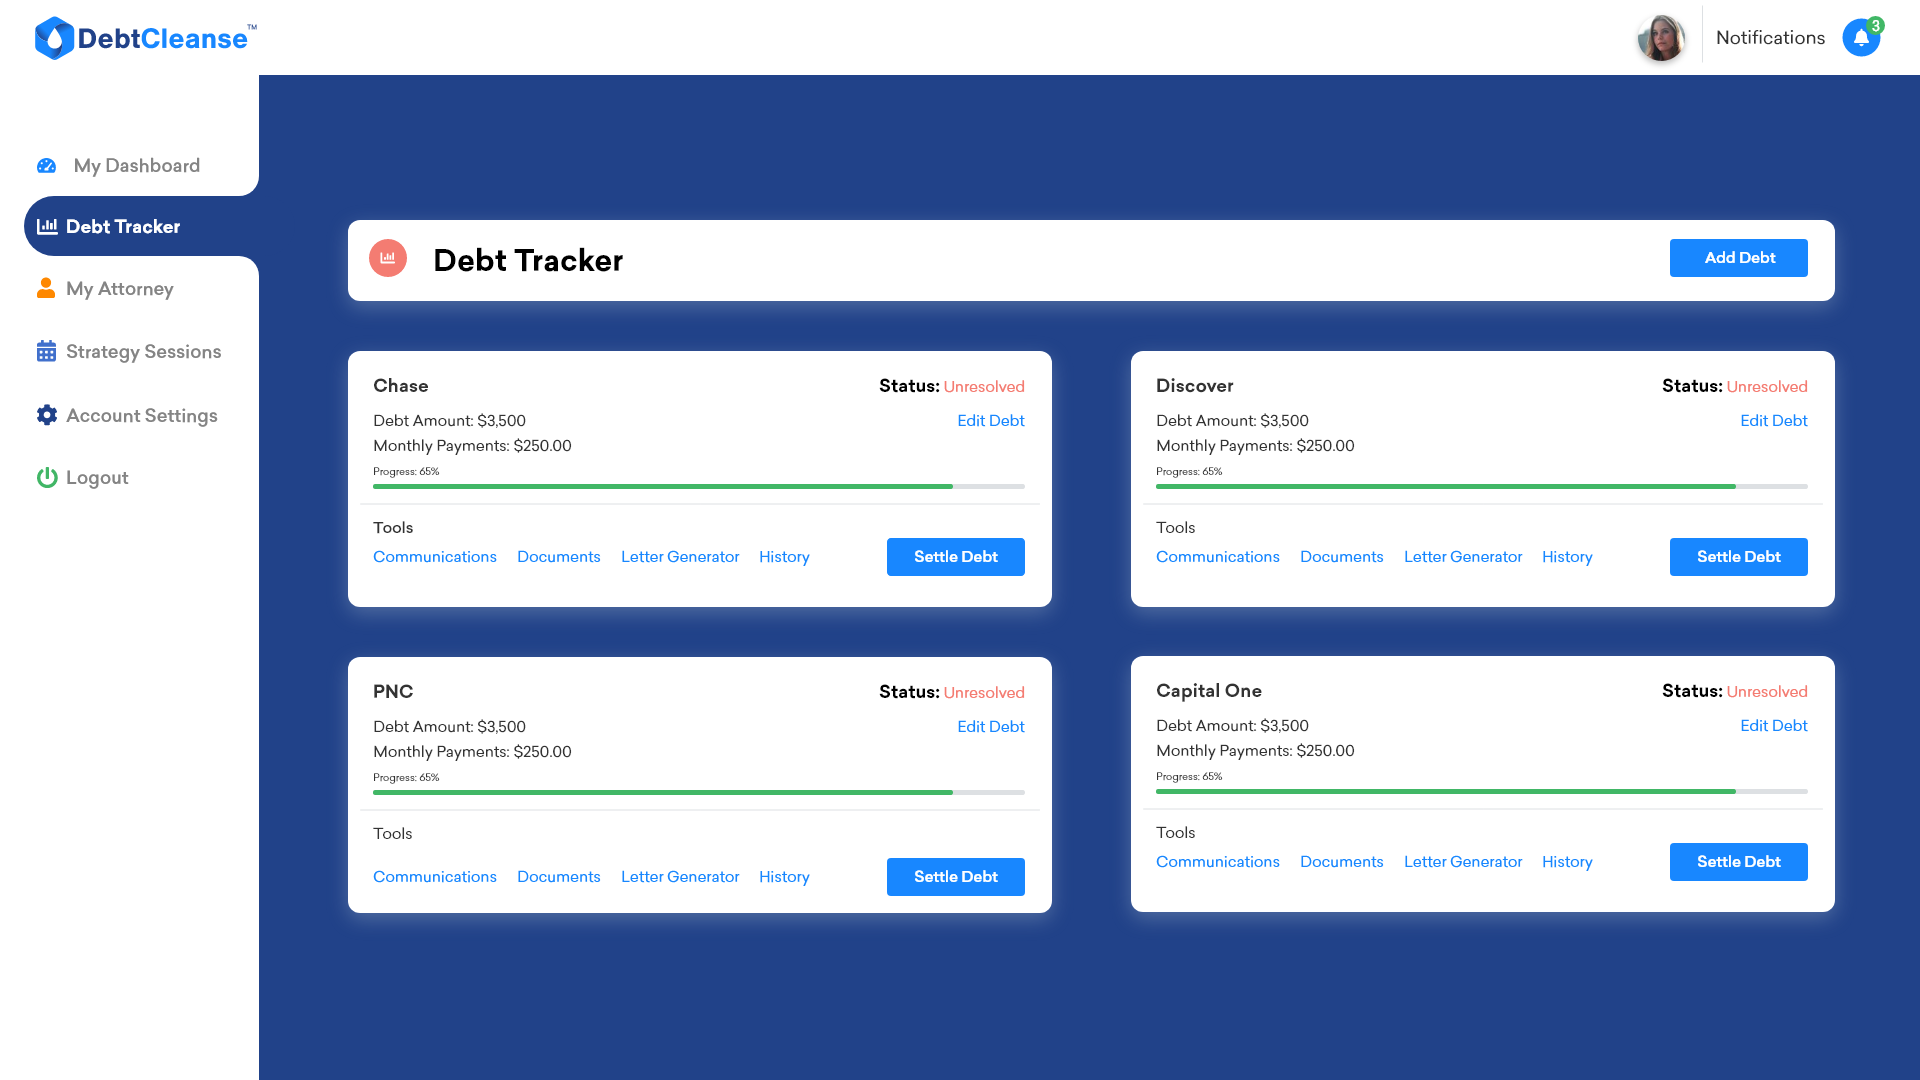 DebtCleanse™
Notifications
3
My Dashboard
Debt Tracker
My Attorney
Strategy Sessions
Account Settings
Logout
Debt Tracker
Add Debt
Chase
Status: Unresolved
Debt Amount: $3,500
Edit Debt
Monthly Payments: $250.00
Progress: 65%
Tools
Communications Documents Letter Generator History
Settle Debt
Discover
Status: Unresolved
Debt Amount: $3,500
Edit Debt
Monthly Payments: $250.00
Progress: 65%
Tools
Communications Documents Letter Generator History
Settle Debt
PNC
Status: Unresolved
Debt Amount: $3,500
Edit Debt
Monthly Payments: $250.00
Progress: 65%
Tools
Communications Documents Letter Generator History
Settle Debt
Capital One
Status: Unresolved
Debt Amount: $3,500
Edit Debt
Monthly Payments: $250.00
Progress: 65%
Tools
Communications Documents Letter Generator History
Settle Debt